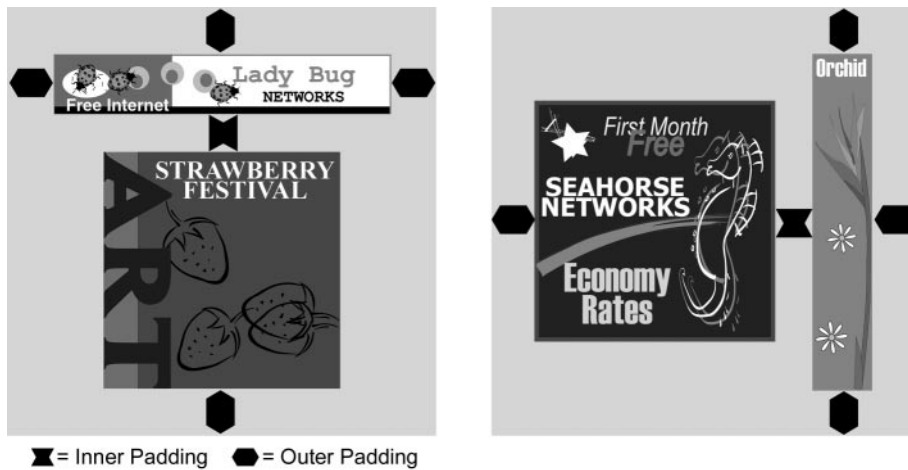 Lady Bug
NETWORKS
Free Internet
STRAWBERRY
FESTIVAL
ART
First Month
Free
SEAHORSE
NETWORKS
Economy
Rates
Orchid
= Inner Padding = Outer Padding